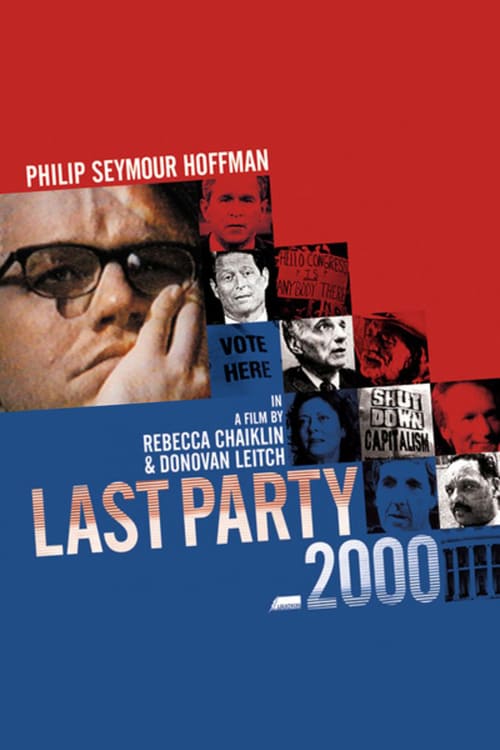 PHILIP SEYMOUR HOFFMAN
HELLO CONGRESS
"IS
ANYBODY THERE
VOTE
HERE
SHUT
DOWN
CAPITALISM
IN
A FILM BY
REBECCA CHAIKLIN
& DONOVAN LEITCH
LAST PARTY
2000